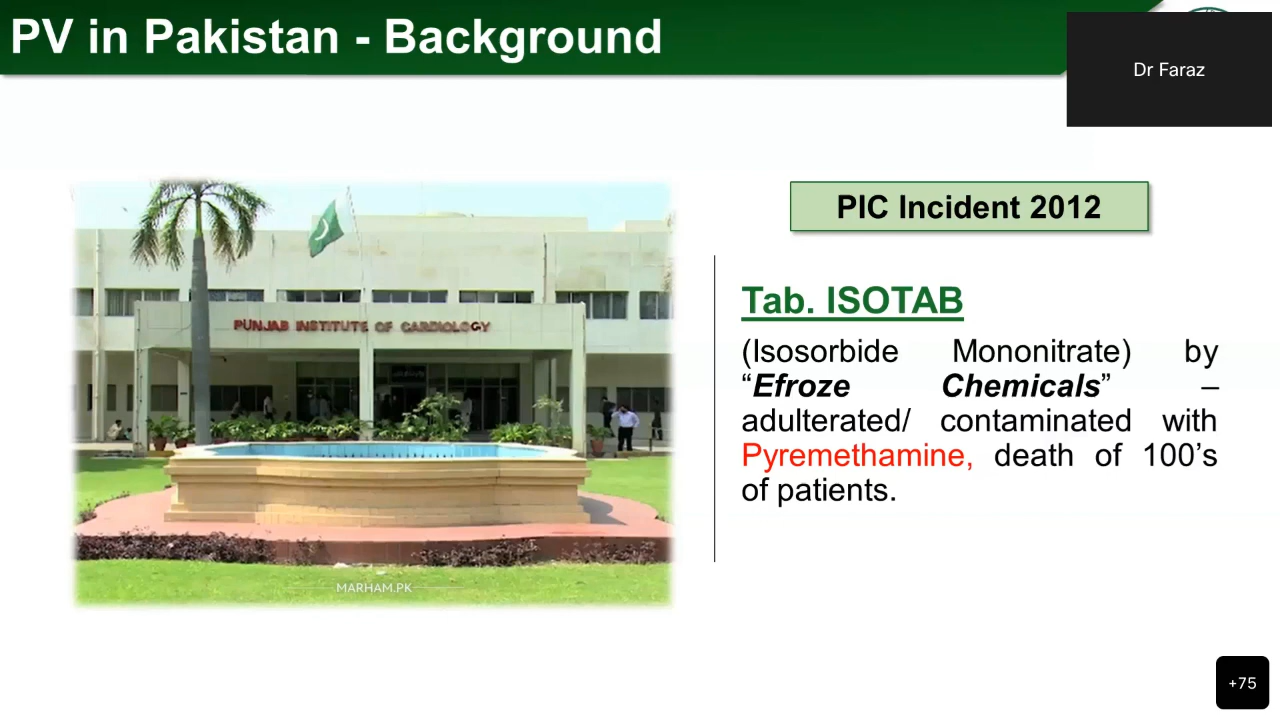 PV in Pakistan - Background
Dr Faraz
PUNJAB INSTITUTE OF CARDIOLOGY
MARHAM.PK
PIC Incident 2012
Tab. ISOTAB
(Isosorbide Mononitrate) by
“Efroze Chemicals” –
adulterated/ contaminated with
Pyremethamine, death of 100’s
of patients.
+75